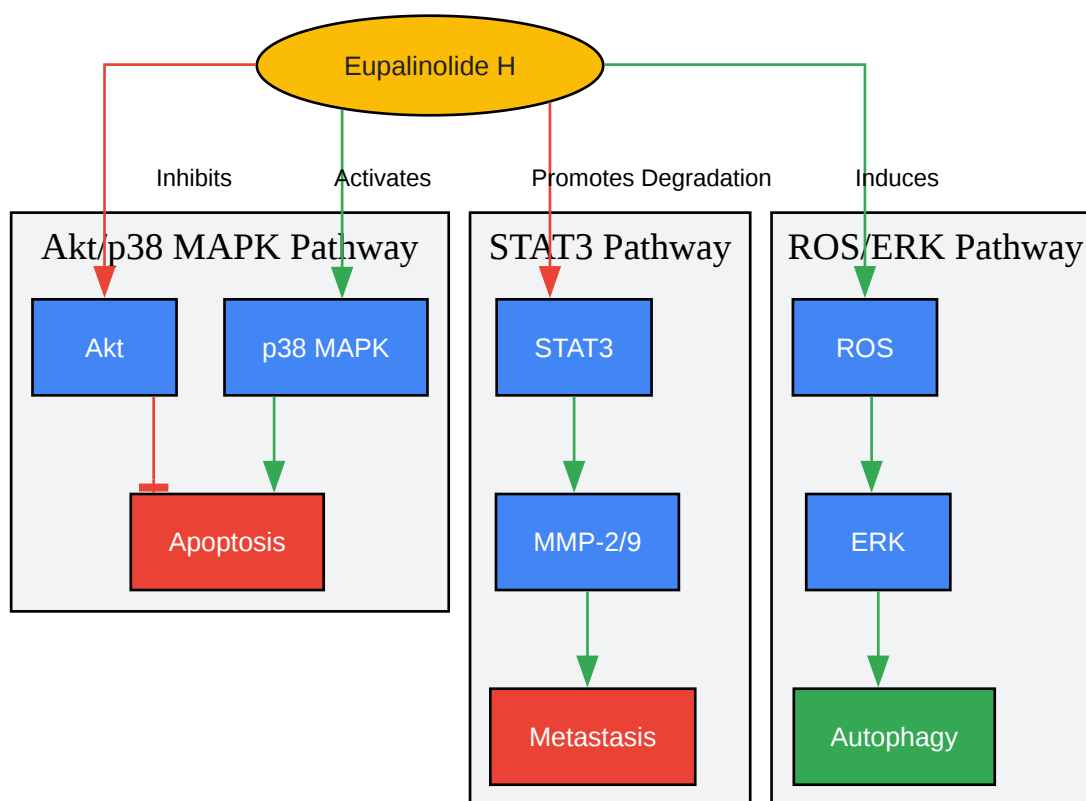 Eupalinolide H
Inhibits
Activates
Promotes Degradation
Induces
Akt/p38 MAPK Pathway
STAT3 Pathway
ROS/ERK Pathway
Akt
p38 MAPK
STAT3
ROS
Apoptosis
MMP-2/9
ERK
Metastasis
Autophagy